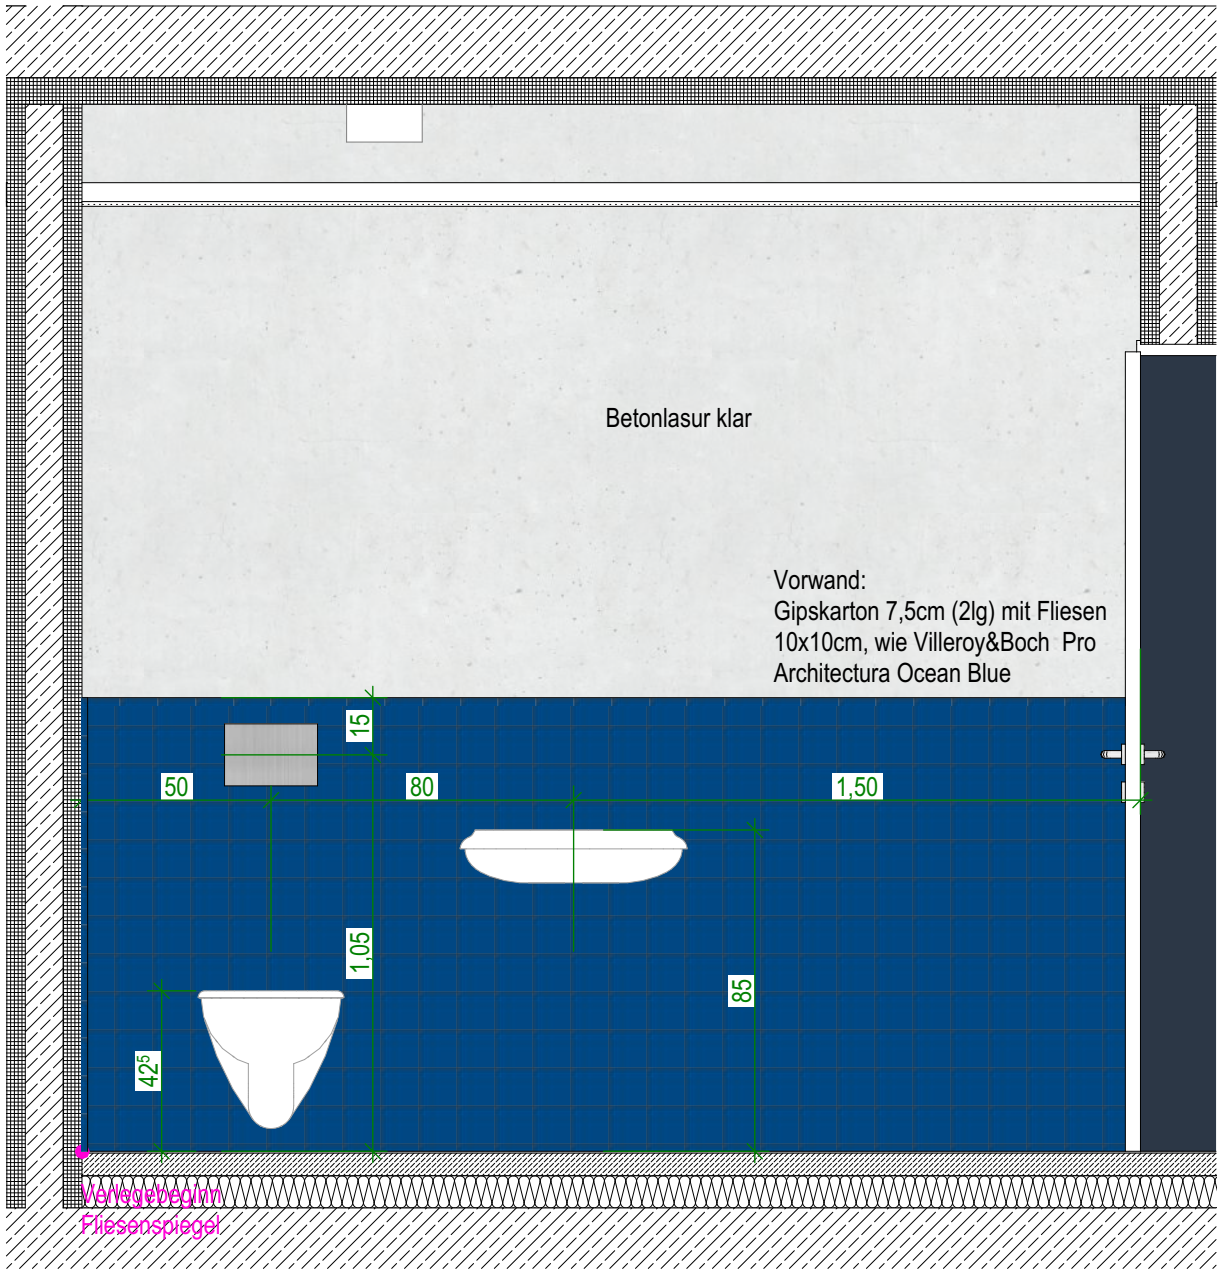 Betonlasur klar
Vorwand:
Gipskarton 7,5cm (2lg) mit Fliesen
10x10cm, wie Villeroy&Boch Pro
Architectura Ocean Blue
15
50
80
1,50
1,05
85
42⁵
Verlegebeginn
Fliesenspiegel